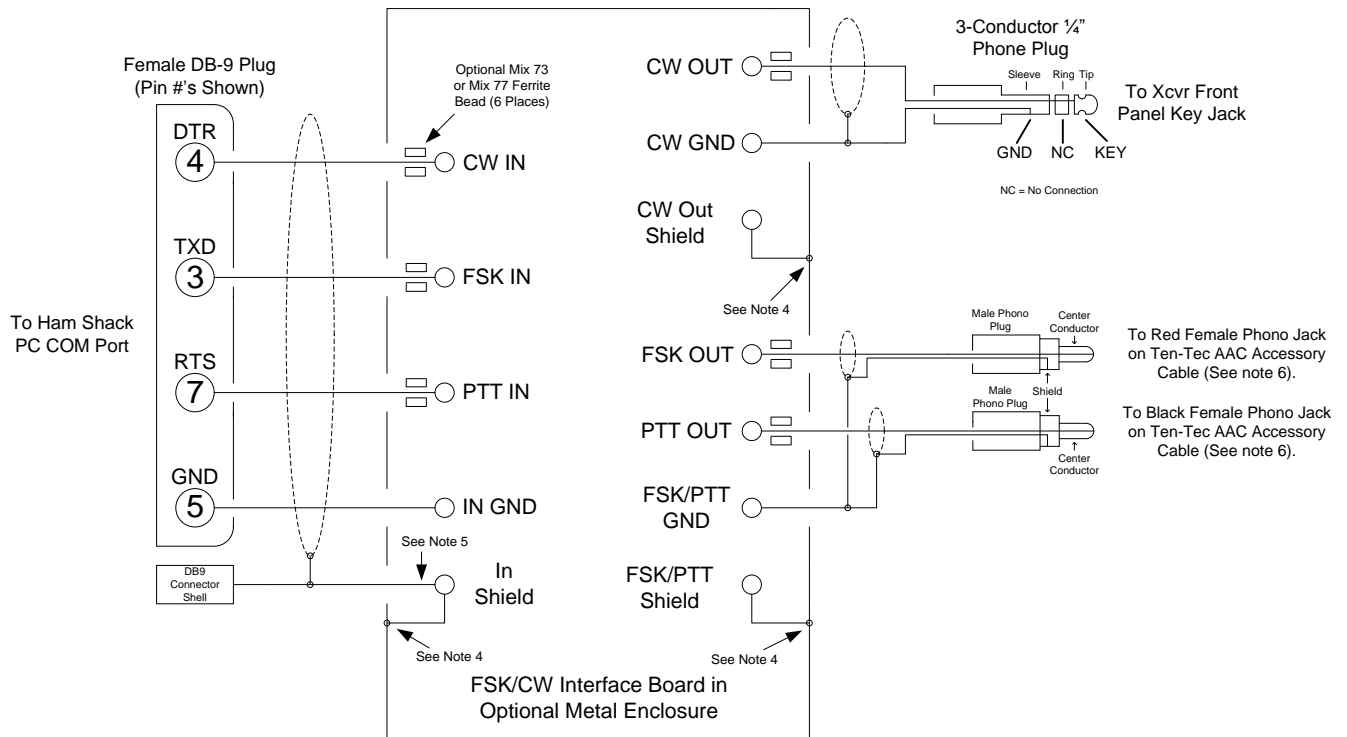 Female DB-9 Plug
(Pin #'s Shown)
DTR
4
TXD
3
RTS
7
GND
5
To Ham Shack
PC COM Port
DB9
Connector
Shell
Optional Mix 73
or Mix 77 Ferrite
Bead (6 Places)
CW IN
FSK IN
PTT IN
IN GND
See Note 5
In
Shield
See Note 4
CW OUT
CW GND
CW Out
Shield
See Note 4
FSK OUT
PTT OUT
FSK/PTT
GND
FSK/PTT
Shield
See Note 4
FSK/CW Interface Board in
Optional Metal Enclosure
3-Conductor ¼”
Phone Plug
Sleeve
Ring
Tip
GND
NC
KEY
NC = No Connection
To Xcvr Front
Panel Key Jack
Male Phono
Plug
Center
Conductor
To Red Female Phono Jack
on Ten-Tec AAC Accessory
Cable (See note 6).
Male
Phono Plug
Shield
Center
Conductor
To Black Female Phono Jack
on Ten-Tec AAC Accessory
Cable (See note 6).